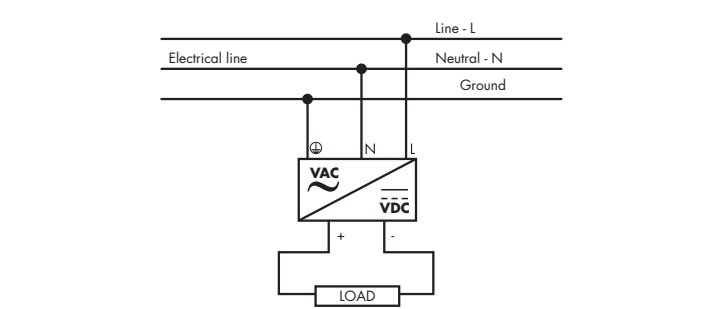 Line - L
Electrical line
Neutral - N
Ground
N
L
VAC
VDC
+
-
LOAD